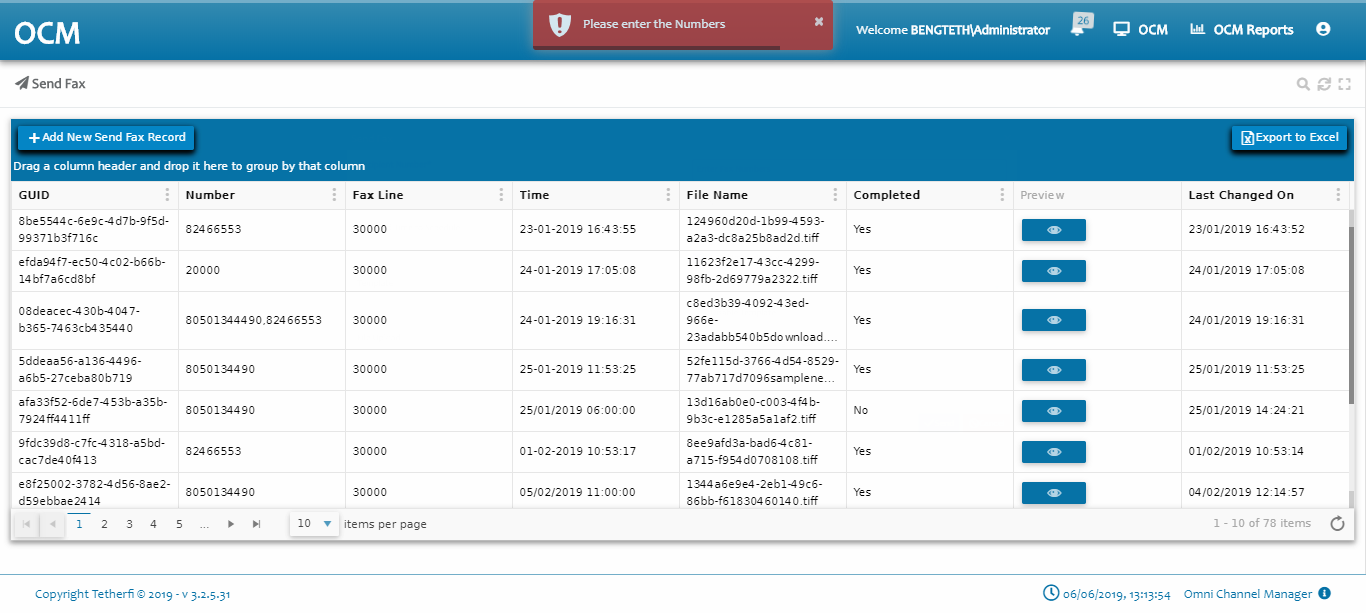 OCM
Please enter the Numbers
Welcome BENGTETH\Administrator
26
OCM
OCM Reports
Send Fax
Add New Send Fax Record
Export to Excel
Drag a column header and drop it here to group by that column
GUID Number Fax Line Time File Name Completed Preview Last Changed On
8be5544c-6e9c-4d7b-9f5d-
99371b3f716c
82466553
30000
23-01-2019 16:43:55
124960d20d-1b99-4593-
a2a3-dc8a25b8ad2d.tiff
Yes
23/01/2019 16:43:52
efda94f7-ec50-4c02-b66b-
14bf7a6cd8bf
20000
30000
24-01-2019 17:05:08
11623f2e17-43cc-4299-
98fb-2d69779a2322.tiff
Yes
24/01/2019 17:05:08
08deacec-430b-4047-
b365-7463cb435440
80501344490,82466553
30000
24-01-2019 19:16:31
c8ed3b39-4092-43ed-
966e-
23adabb540b5download....
Yes
24/01/2019 19:16:31
5ddeaa56-a136-4496-
a6b5-27ceba80b719
8050134490
30000
25-01-2019 11:53:25
52fe115d-3766-4d54-8529-
77ab717d7096samplene...
Yes
25/01/2019 11:53:25
afa33f52-6de7-453b-a35b-
7924ff4411ff
8050134490
30000
25/01/2019 06:00:00
13d16ab0e0-c003-4f4b-
9b3c-e1285a5a1af2.tiff
No
25/01/2019 14:24:21
9fdc39d8-c7fc-4318-a5bd-
cac7de40f413
82466553
30000
01-02-2019 10:53:17
8ee9afd3a-bad6-4c81-
a715-f954d0708108.tiff
Yes
01/02/2019 10:53:14
e8f25002-3782-4d56-8ae2-
d59ebbae2414
8050134490
30000
05/02/2019 11:00:00
1344a6e9e4-2eb1-49c6-
86bb-f61830460140.tiff
Yes
04/02/2019 12:14:57
1 2 3 4 5 ...
10
items per page
1 - 10 of 78 items
Copyright Tetherfi © 2019 - v 3.2.5.31
06/06/2019, 13:13:54
Omni Channel Manager